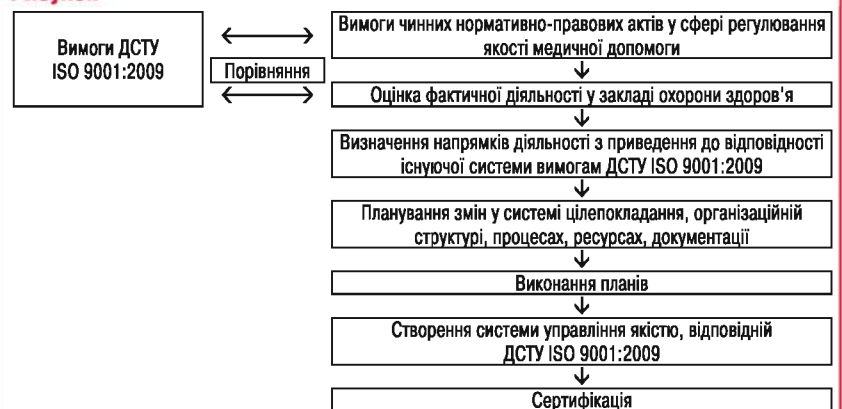 Вимоги ДСТУ
ISO 9001:2009
Порівняння
Вимоги чинних нормативно-правових актів у сфері регулювання
якості медичної допомоги
Оцінка фактичної діяльності у закладі охорони здоров'я
Визначення напрямків діяльності з приведення до відповідності
існуючої системи вимогам ДСТУ ISO 9001:2009
Планування змін у системі цілепокладання, організаційній
структурі, процесах, ресурсах, документації
Виконання планів
Створення системи управління якістю, відповідній
ДСТУ ISO 9001:2009
Сертифікація